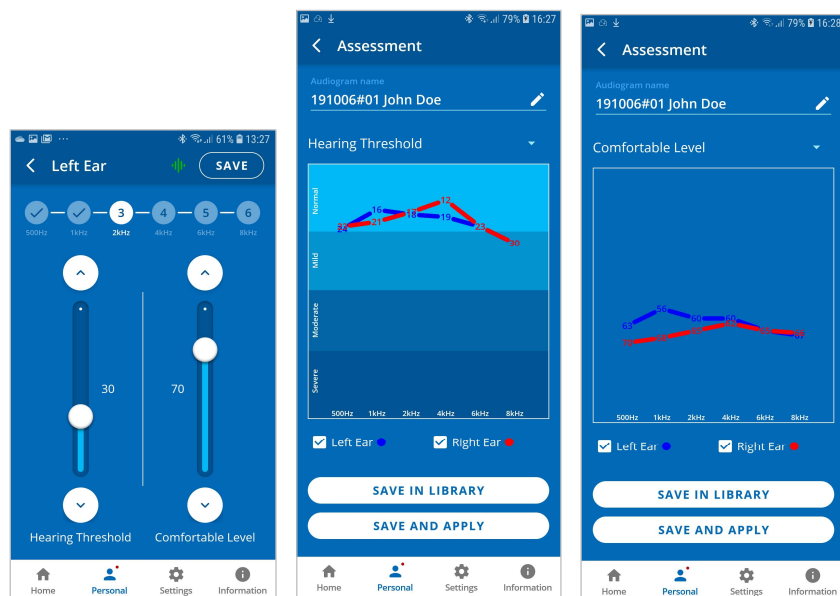 61% 13:27
Left Ear
SAVE
3 4 5 6
500Hz 1kHz 2kHz 4kHz 6kHz 8kHz
30 70
Hearing Threshold Comfortable Level
Home Personal Settings Information
79% 16:27
Assessment
Audiogram name
191006#01 John Doe
Hearing Threshold
Normal
Mild
Moderate
Severe
24 16 18 19
21 12 23 30
500Hz 1kHz 2kHz 4kHz 6kHz 8kHz
Left Ear Right Ear
SAVE IN LIBRARY
SAVE AND APPLY
Home Personal Settings Information
79% 16:28
Assessment
Audiogram name
191006#01 John Doe
Comfortable Level
63 56 60 60
500Hz 1kHz 2kHz 4kHz 6kHz 8kHz
Left Ear Right Ear
SAVE IN LIBRARY
SAVE AND APPLY
Home Personal Settings Information